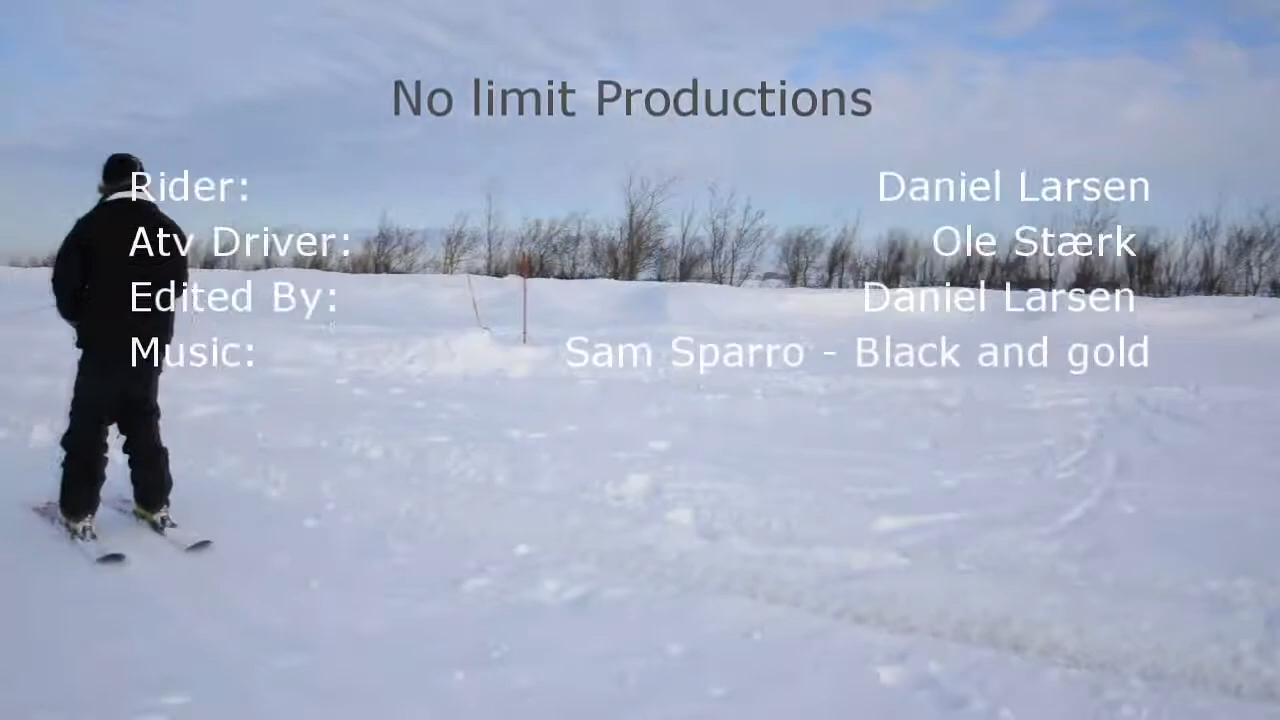 No limit Productions
Rider: Daniel Larsen
Atv Driver: Ole Stærk
Edited By: Daniel Larsen
Music: Sam Sparro - Black and gold